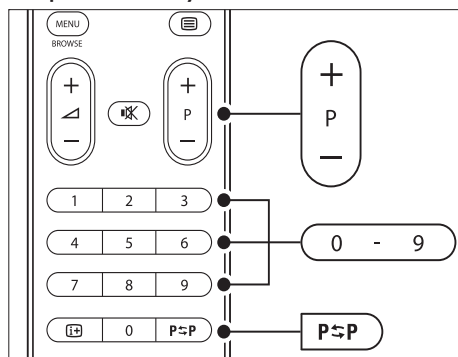 MENU
BROWSE
+ + +
P P
− − −
1 2 3
4 5 6
0 - 9
7 8 9
i+ 0 P⇆P P⇆P